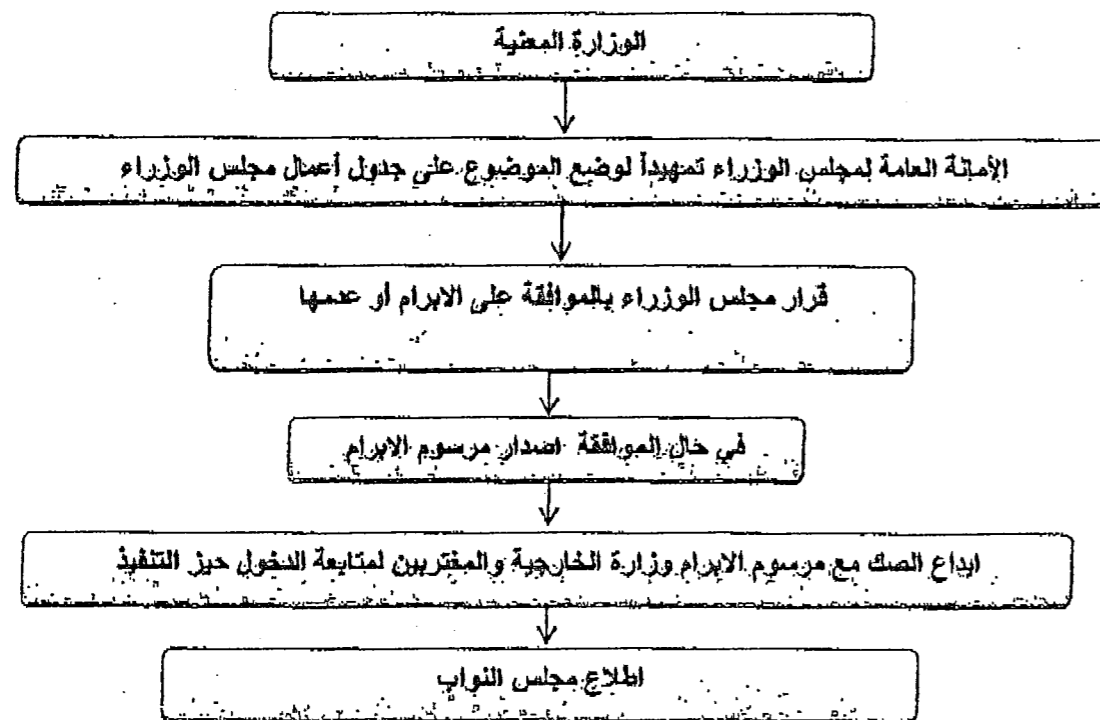 الوزارة المعنية
الأمانة العامة لمجلس الوزراء تمهيداً لوضع الموضوع على جدول أعمال مجلس الوزراء
قرار مجلس الوزراء بالموافقة على الابرام أو عدمها
في حال الموافقة اصدار مرسوم الابرام
ايداع الصك مع مرسوم الابرام وزارة الخارجية والمغتربين لمتابعة الدخول حيز التنفيذ
اطلاع مجلس النواب